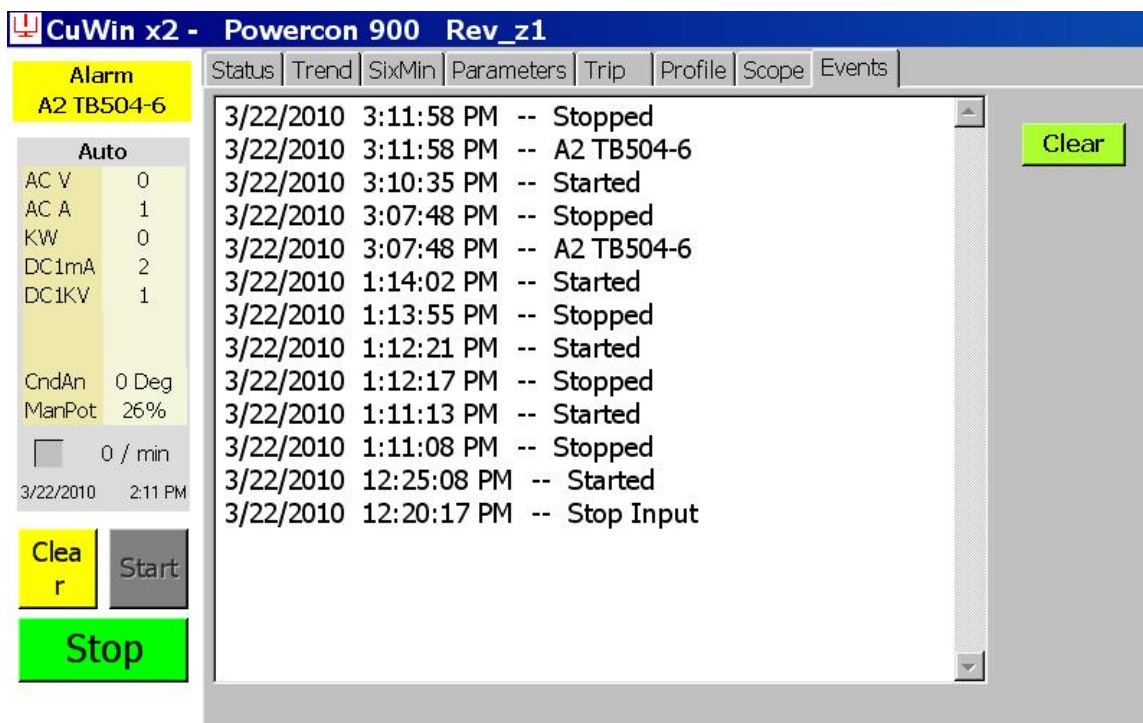 CuWin x2 - Powercon 900 Rev_z1
Alarm
A2 TB504-6
Status Trend SixMin Parameters Trip Profile Scope Events
Auto
AC V 0
AC A 1
KW 0
DC1mA 2
DC1KV 1
CndAn 0 Deg
ManPot 26%
0 / min
3/22/2010 2:11 PM
Clea
r
Start
Stop
3/22/2010 3:11:58 PM -- Stopped
3/22/2010 3:11:58 PM -- A2 TB504-6
3/22/2010 3:10:35 PM -- Started
3/22/2010 3:07:48 PM -- Stopped
3/22/2010 3:07:48 PM -- A2 TB504-6
3/22/2010 1:14:02 PM -- Started
3/22/2010 1:13:55 PM -- Stopped
3/22/2010 1:12:21 PM -- Started
3/22/2010 1:12:17 PM -- Stopped
3/22/2010 1:11:13 PM -- Started
3/22/2010 1:11:08 PM -- Stopped
3/22/2010 12:25:08 PM -- Started
3/22/2010 12:20:17 PM -- Stop Input
Clear